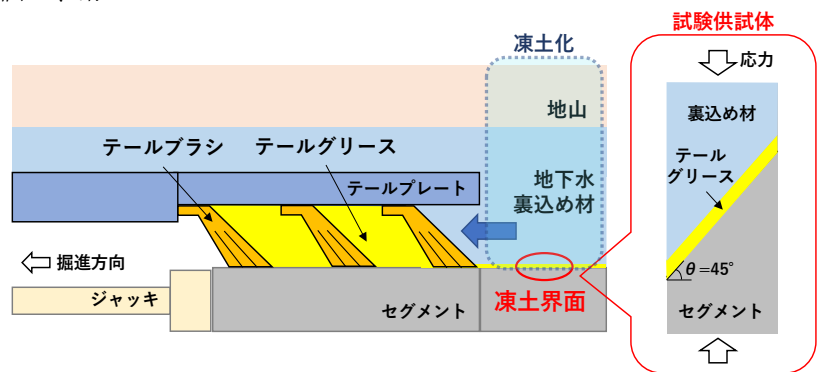 試験供試体
凍土化
応力
地山
裏込め材
テールブラシ
テールグリース
テール
グリース
テールプレート
地下水
裏込め材
掘進方向
θ=45°
ジャッキ
セグメント
凍土界面
セグメント